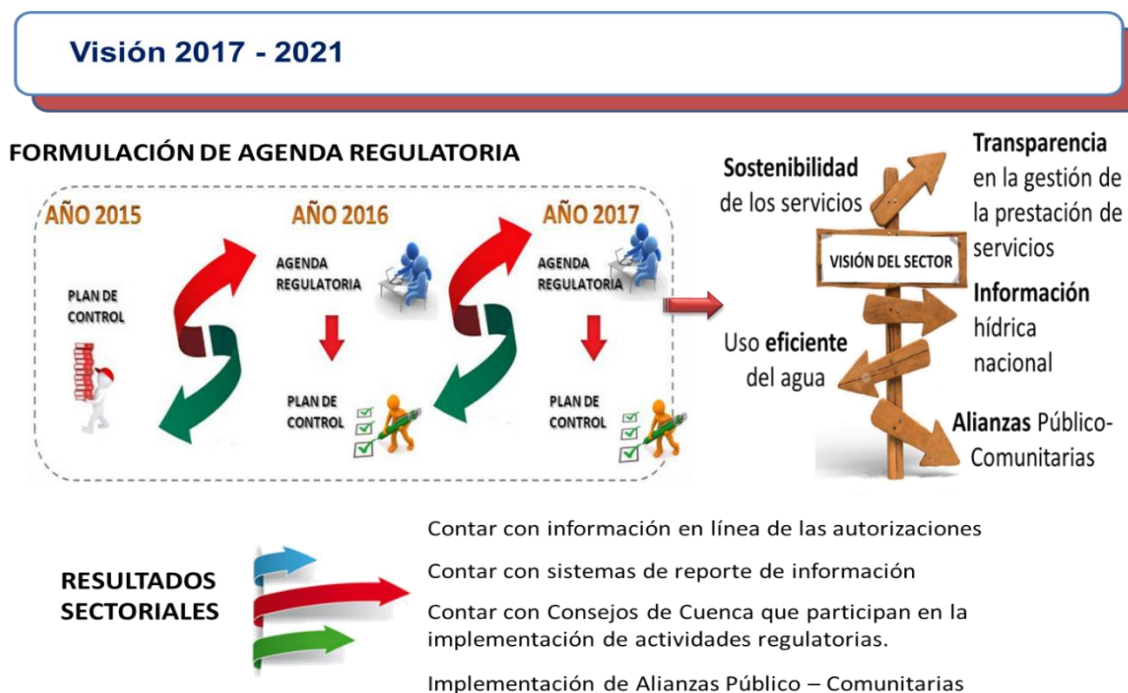 Visión 2017 - 2021
FORMULACIÓN DE AGENDA REGULATORIA
AÑO 2015
PLAN DE
CONTROL
AÑO 2016
AGENDA
REGULATORIA
PLAN DE
CONTROL
AÑO 2017
AGENDA
REGULATORIA
PLAN DE
CONTROL
Sostenibilidad
de los servicios
Transparencia
en la gestión de
la prestación de
servicios
VISIÓN DEL SECTOR
Información
hídrica
nacional
Uso eficiente
del agua
Alianzas Público-
Comunitarias
RESULTADOS
SECTORIALES
Contar con información en línea de las autorizaciones
Contar con sistemas de reporte de información
Contar con Consejos de Cuenca que participan en la
implementación de actividades regulatorias.
Implementación de Alianzas Público – Comunitarias